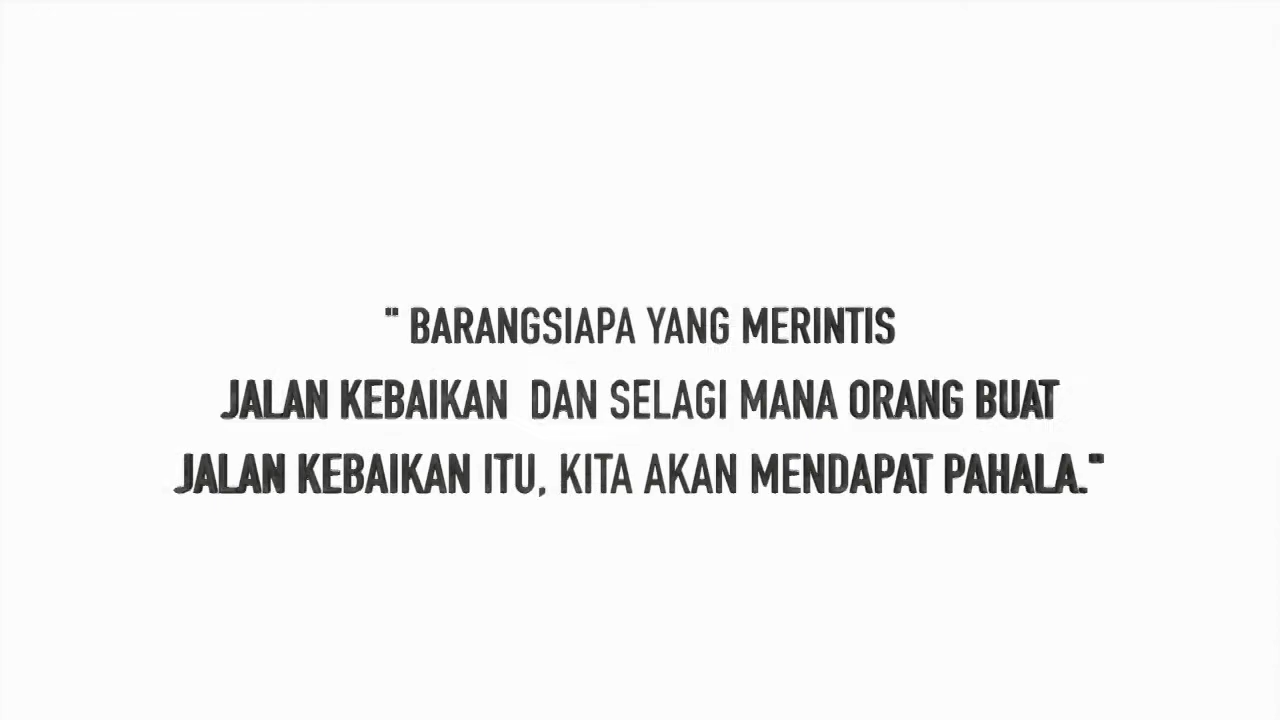 " BARANGSIAPA YANG MERINTIS
JALAN KEBAIKAN  DAN SELAGI MANA ORANG BUAT
JALAN KEBAIKAN ITU, KITA AKAN MENDAPAT PAHALA."